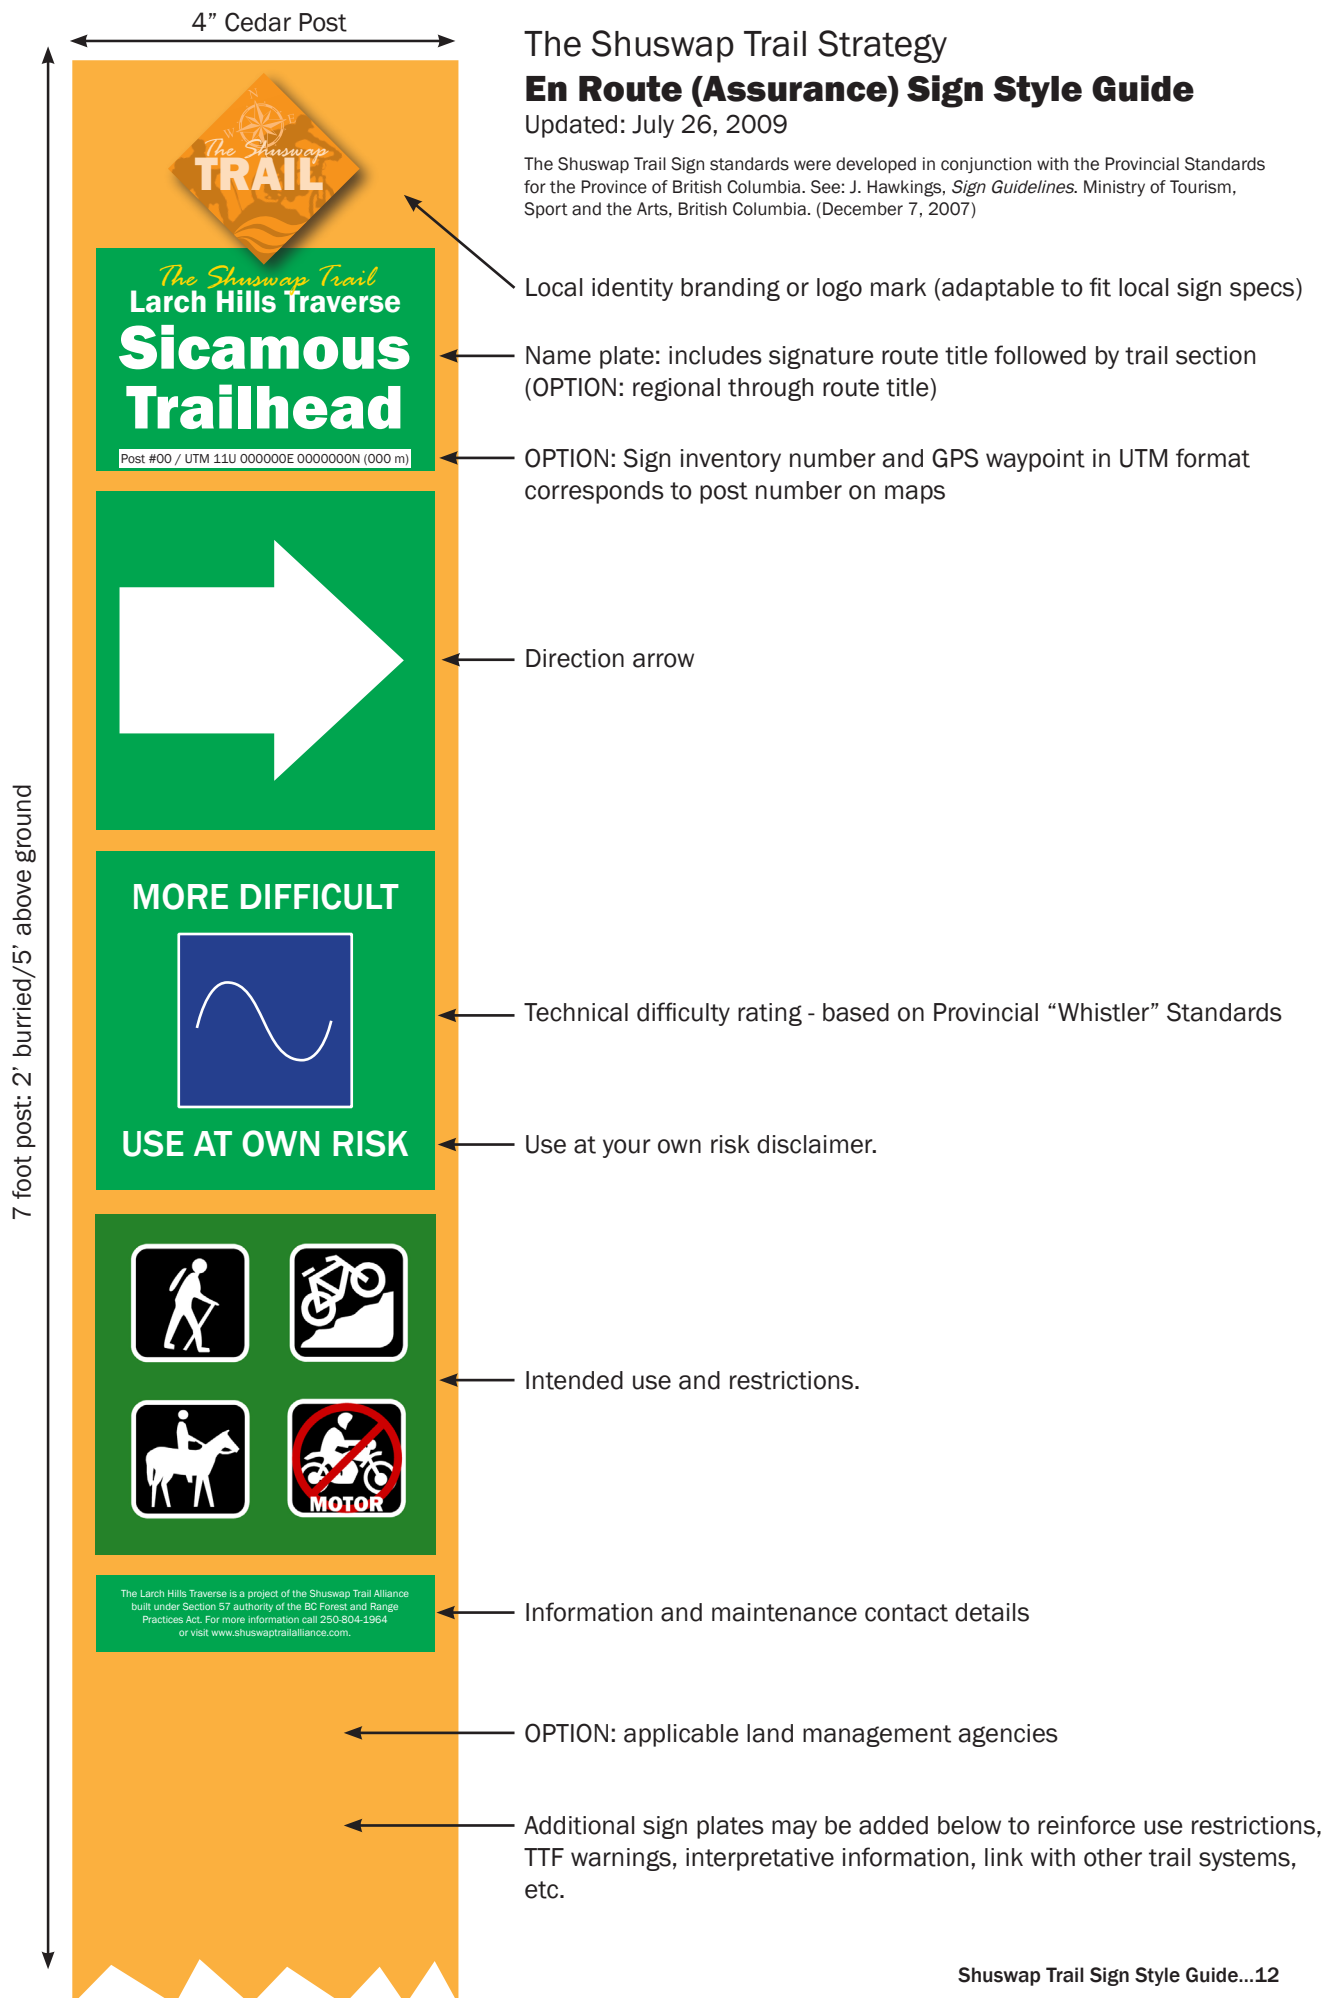 4” Cedar Post
The Shuswap Trail Strategy
En Route (Assurance) Sign Style Guide
Updated: July 26, 2009
The Shuswap Trail Sign standards were developed in conjunction with the Provincial Standards
for the Province of British Columbia. See: J. Hawkings, Sign Guidelines. Ministry of Tourism,
Sport and the Arts, British Columbia. (December 7, 2007)
N
W
E
The Shuswap
TRAIL
Local identity branding or logo mark (adaptable to fit local sign specs)
The Shuswap Trail
Larch Hills Traverse
Sicamous
Trailhead
Name plate: includes signature route title followed by trail section
(OPTION: regional through route title)
Post #00 / UTM 11U 000000E 0000000N (000 m)
OPTION: Sign inventory number and GPS waypoint in UTM format
corresponds to post number on maps
Direction arrow
7 foot post: 2’ burried/5’ above ground
MORE DIFFICULT
Technical difficulty rating - based on Provincial “Whistler” Standards
USE AT OWN RISK
Use at your own risk disclaimer.
Intended use and restrictions.
MOTOR
The Larch Hills Traverse is a project of the Shuswap Trail Alliance
built under Section 57 authority of the BC Forest and Range
Practices Act. For more information call 250-804-1964
or visit www.shuswaptrailalliance.com.
Information and maintenance contact details
OPTION: applicable land management agencies
Additional sign plates may be added below to reinforce use restrictions,
TTF warnings, interpretative information, link with other trail systems,
etc.
Shuswap Trail Sign Style Guide...12